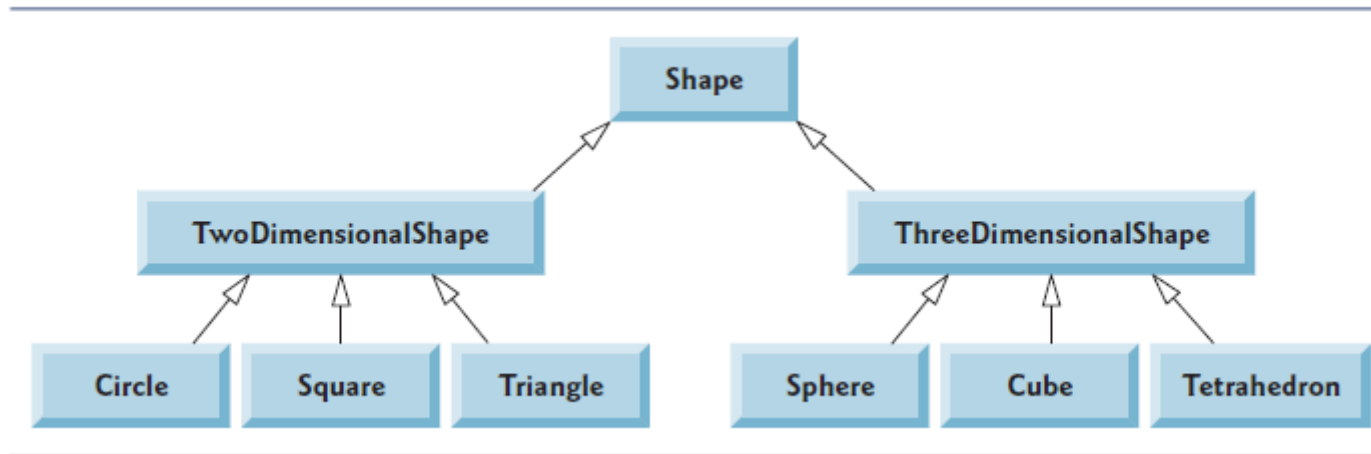 Shape
TwoDimensionalShape
ThreeDimensionalShape
Circle
Square
Triangle
Sphere
Cube
Tetrahedron